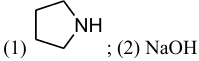 NH
(1) ; (2) NaOH